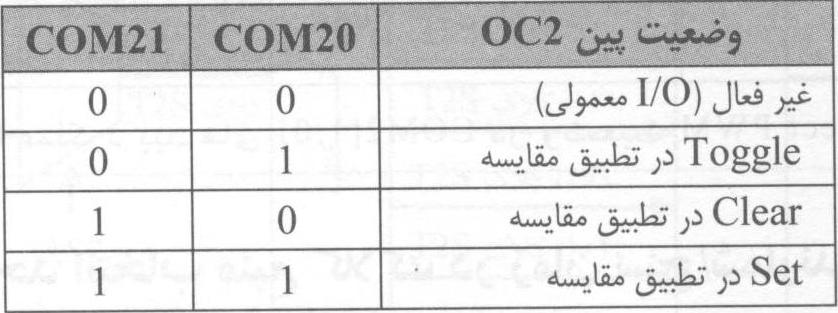 COM21 COM20 وضعیت پین OC2
0 0 غیر فعال (I/O معمولی)
0 1 Toggle در تطبیق مقایسه
1 0 Clear در تطبیق مقایسه
1 1 Set در تطبیق مقایسه